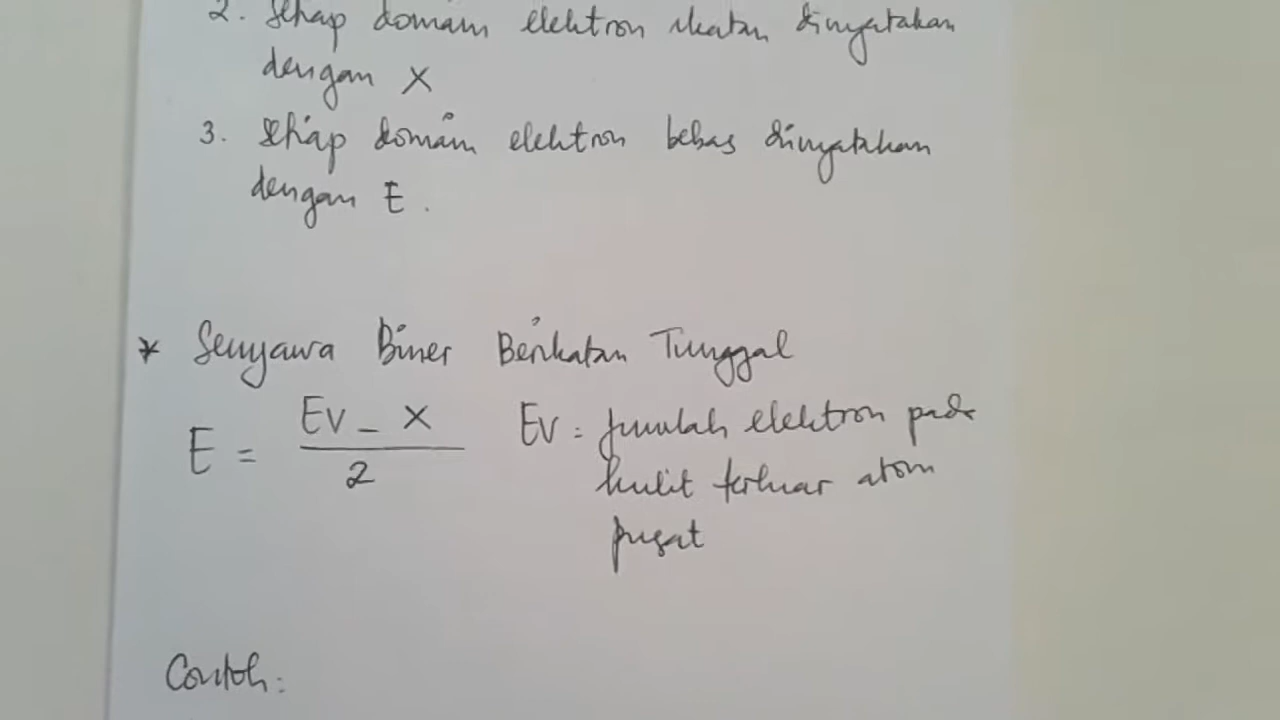 2. Setiap domain elektron ikatan dinyatakan
dengan X
3. Setiap domain elektron bebas dinyatakan
dengan E.
* Senyawa Biner Berikatan Tunggal
E = EV - X / 2
EV = Jumlah elektron pada
kulit terluar atom
pusat
Contoh: